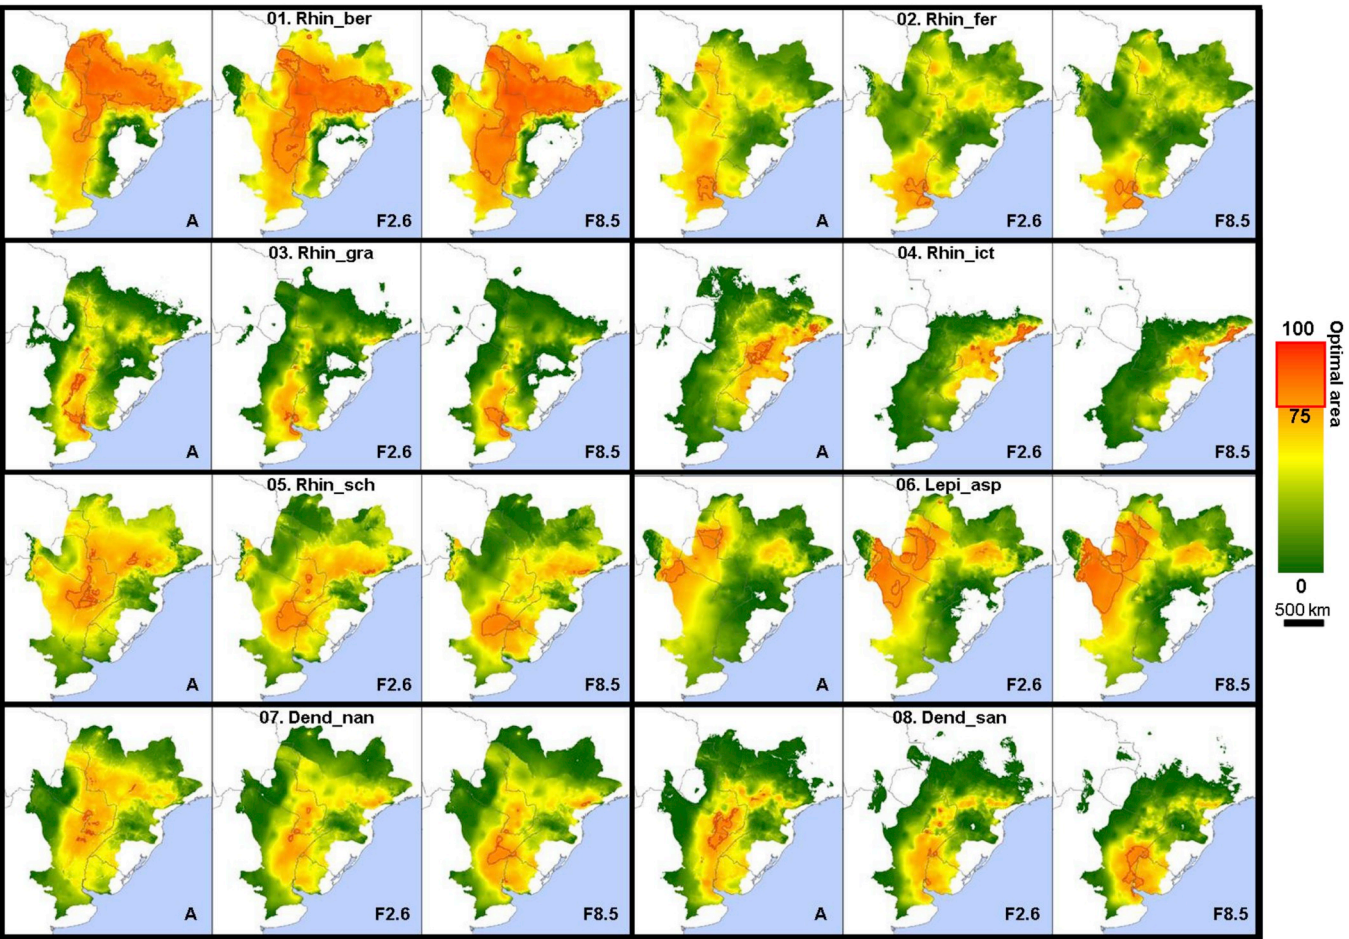 01. Rhin_ber
A
F2.6
F8.5
02. Rhin_fer
A
F2.6
F8.5
03. Rhin_gra
A
F2.6
F8.5
04. Rhin_ict
A
F2.6
F8.5
05. Rhin_sch
A
F2.6
F8.5
06. Lepi_asp
A
F2.6
F8.5
07. Dend_nan
A
F2.6
F8.5
08. Dend_san
A
F2.6
F8.5
100
75
0
Optimal area
500 km